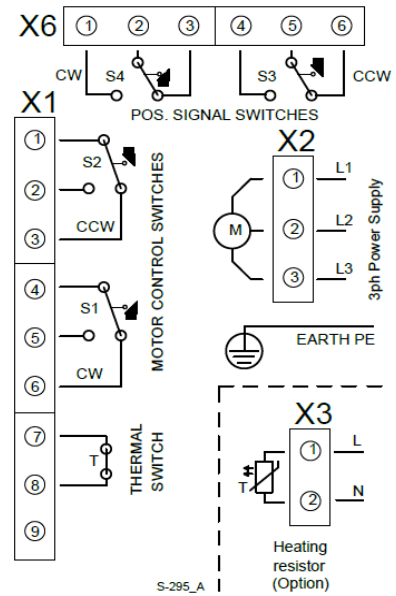 X6 1 2 3 4 5 6
CW S4 S3 CCW
POS. SIGNAL SWITCHES
X1
1
S2
2
CCW
3
4
S1
5
CW
6
MOTOR CONTROL SWITCHES
7
T
8
9
THERMAL
SWITCH
X2
1 L1
M 2 L2
3 L3
3ph Power Supply
EARTH PE
X3
1 L
T
2 N
Heating
resistor
(Option)
S-295_A